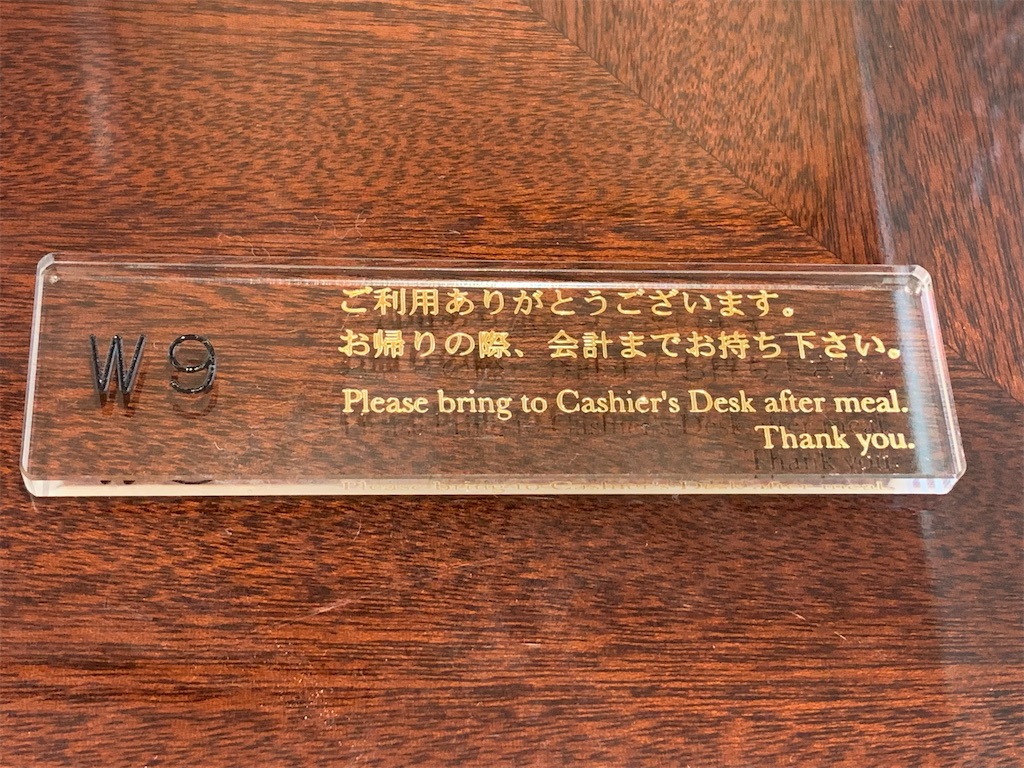 W 9
ご利用ありがとうございます。
お帰りの際、会計までお持ち下さい。
Please bring to Cashier's Desk after meal.
Thank you.